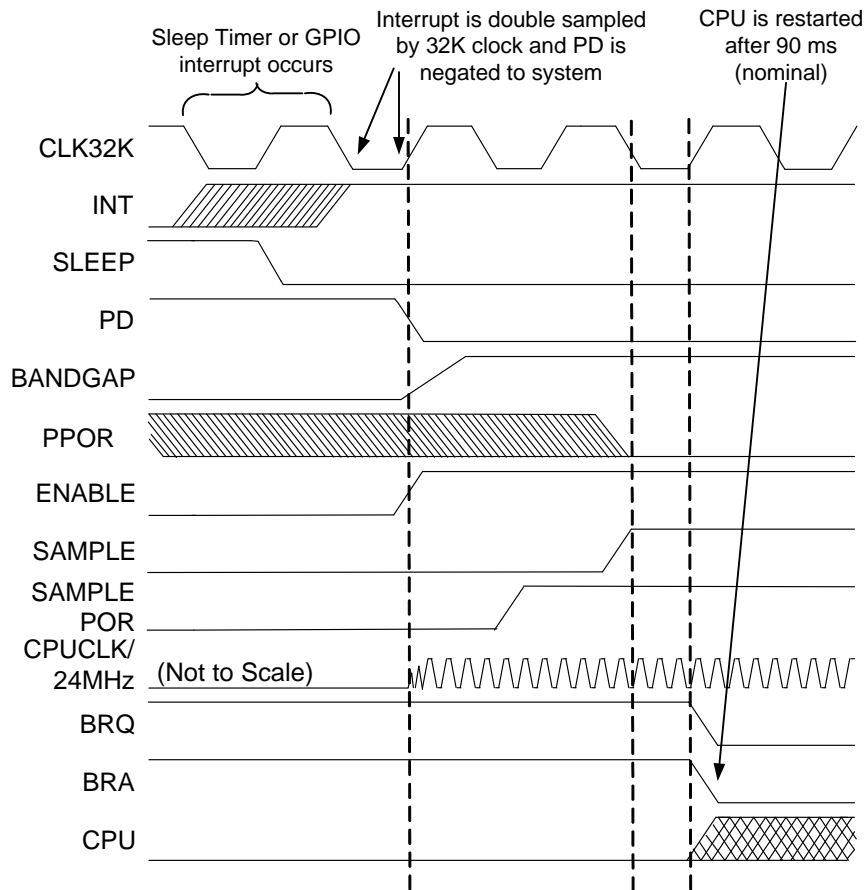 Sleep Timer or GPIO
interrupt occurs
Interrupt is double sampled
by 32K clock and PD is
negated to system
CPU is restarted
after 90 ms
(nominal)
CLK32K
INT
SLEEP
PD
BANDGAP
PPOR
ENABLE
SAMPLE
SAMPLE
POR
CPUCLK/
24MHz
(Not to Scale)
BRQ
BRA
CPU